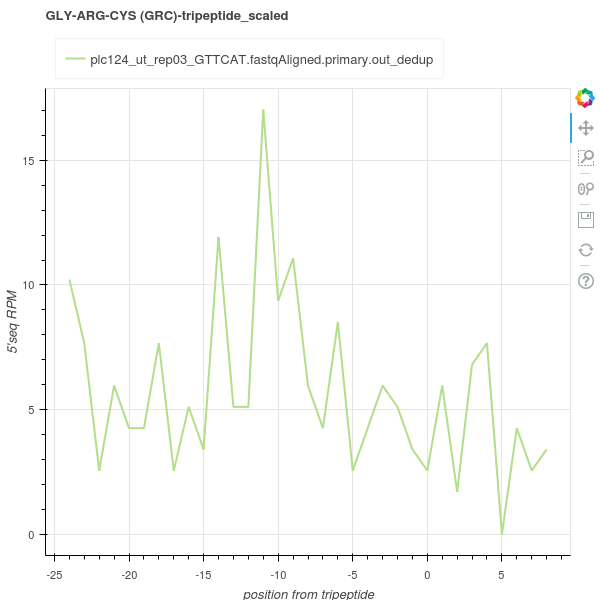 GLY-ARG-CYS (GRC)-tripeptide_scaled
plc124_ut_rep03_GTTCAT.fastqAligned.primary.out_dedup
15
10
5
0
5'seq RPM
-25 -20 -15 -10 -5 0 5
position from tripeptide